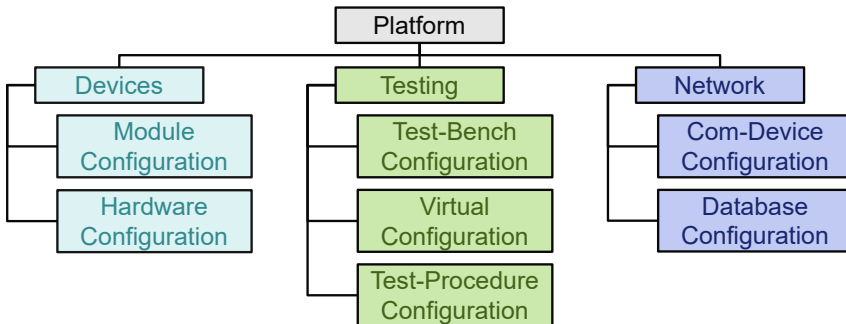 Platform
Devices
Module
Configuration
Hardware
Configuration
Testing
Test-Bench
Configuration
Virtual
Configuration
Test-Procedure
Configuration
Network
Com-Device
Configuration
Database
Configuration